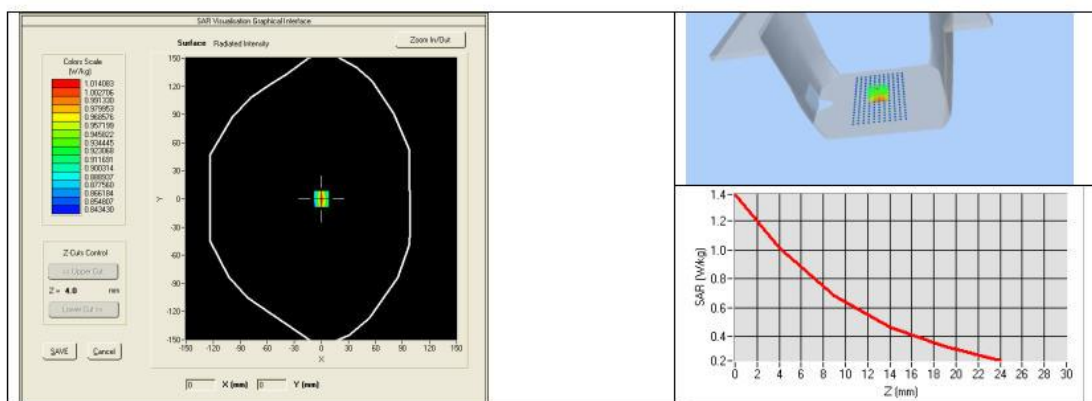 SAR Visualisation Graphical Interface
Surface Radiated Intensity
Zoom In/Out
Colors Scale
(W/kg)
1.014083
1.002706
0.991330
0.979953
0.968576
0.957199
0.945822
0.934445
0.923068
0.911691
0.900314
0.888937
0.877560
0.866184
0.854807
0.843430
150
120
90
60
30
0
-30
-60
-90
-120
-150
Y
-150 -120 -90 -60 -30 0 30 60 90 120 150
X
Z Cuts Control
<< Upper Cut
Z = 4.0 mm
Lower Cut >>
SAVE Cancel
0 X (mm) 0 Y (mm)
1.4
1.2
1.0
0.8
0.6
0.4
0.2
SAR (W/kg)
0 2 4 6 8 10 12 14 16 18 20 22 24 26 28 30
Z (mm)